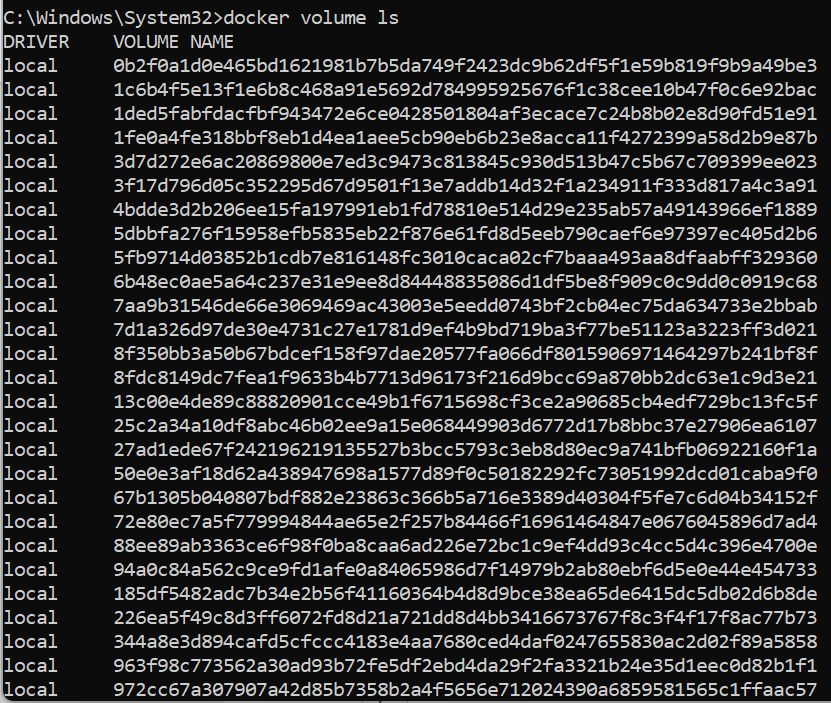 C:\Windows\System32>docker volume ls
DRIVER    VOLUME NAME
local     0b2f0a1d0e465bd1621981b7b5da749f2423dc9b62df5f1e59b819f9b9a49be3
local     1c6b4f5e13f1e6b8c468a91e5692d784995925676f1c38cee10b47f0c6e92bac
local     1ded5fabfdacfbf943472e6ce0428501804af3ecace7c24b8b02e8d90fd51e91
local     1fe0a4fe318bbf8eb1d4ea1aee5cb90eb6b23e8acca11f4272399a58d2b9e87b
local     3d7d272e6ac20869800e7ed3c9473c813845c930d513b47c5b67c709399ee023
local     3f17d796d05c352295d67d9501f13e7addb14d32f1a234911f333d817a4c3a91
local     4bdde3d2b206ee15fa197991eb1fd78810e514d29e235ab57a49143966ef1889
local     5dbbfa276f15958efb5835eb22f876e61fd8d5eeb790caef6e97397ec405d2b6
local     5fb9714d03852b1cdb7e816148fc3010caca02cf7baaa493aa8dfaabff329360
local     6b48ec0ae5a64c237e31e9ee8d84448835086d1df5be8f909c0c9dd0c0919c68
local     7aa9b31546de66e3069469ac43003e5eedd0743bf2cb04ec75da634733e2bbab
local     7d1a326d97de30e4731c27e1781d9ef4b9bd719ba3f77be51123a3223ff3d021
local     8f350bb3a50b67bdcef158f97dae20577fa066df8015906971464297b241bf8f
local     8fdc8149dc7fea1f9633b4b7713d96173f216d9bcc69a870bb2dc63e1c9d3e21
local     13c00e4de89c88820901cce49b1f6715698cf3ce2a90685cb4edf729bc13fc5f
local     25c2a34a10df8abc46b02ee9a15e068449903d6772d17b8bbc37e27906ea6107
local     27ad1ede67f242196219135527b3bcc5793c3eb8d80ec9a741bfb06922160f1a
local     50e0e3af18d62a438947698a1577d89f0c50182292fc73051992dcd01caba9f0
local     67b1305b040807bdf882e23863c366b5a716e3389d40304f5fe7c6d04b34152f
local     72e80ec7a5f779994844ae65e2f257b84466f16961464847e0676045896d7ad4
local     88ee89ab3363ce6f98f0ba8caa6ad226e72bc1c9ef4dd93c4cc5d4c396e4700e
local     94a0c84a562c9ce9fd1afe0a84065986d7f14979b2ab80ebf6d5e0e44e454733
local     185df5482adc7b34e2b56f41160364b4d8d9bce38ea65de6415dc5db02d6b8de
local     226ea5f49c8d3ff6072fd8d21a721dd8d4bb3416673767f8c3f4f17f8ac77b73
local     344a8e3d894cafd5cfccc4183e4aa7680ced4daf0247655830ac2d02f89a5858
local     963f98c773562a30ad93b72fe5df2ebd4da29f2fa3321b24e35d1eec0d82b1f1
local     972cc67a307907a42d85b7358b2a4f5656e712024390a6859581565c1ffaac57